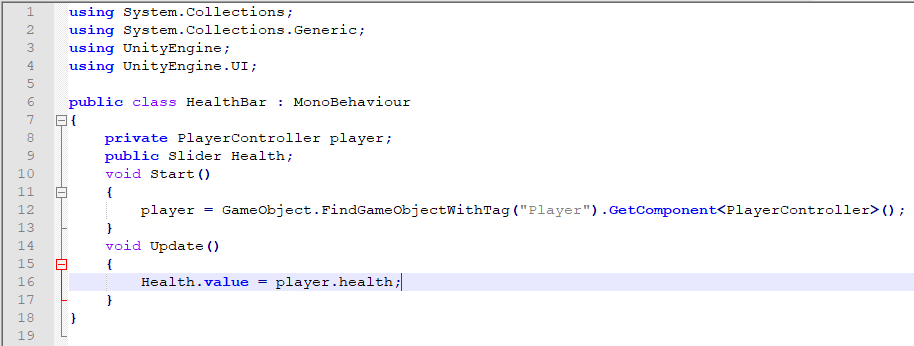 1 using System.Collections;
2 using System.Collections.Generic;
3 using UnityEngine;
4 using UnityEngine.UI;
5
6 public class HealthBar : MonoBehaviour
7 {
8     private PlayerController player;
9     public Slider Health;
10     void Start()
11     {
12         player = GameObject.FindGameObjectWithTag("Player").GetComponent<PlayerController>();
13     }
14     void Update()
15     {
16         Health.value = player.health;
17     }
18 }
19